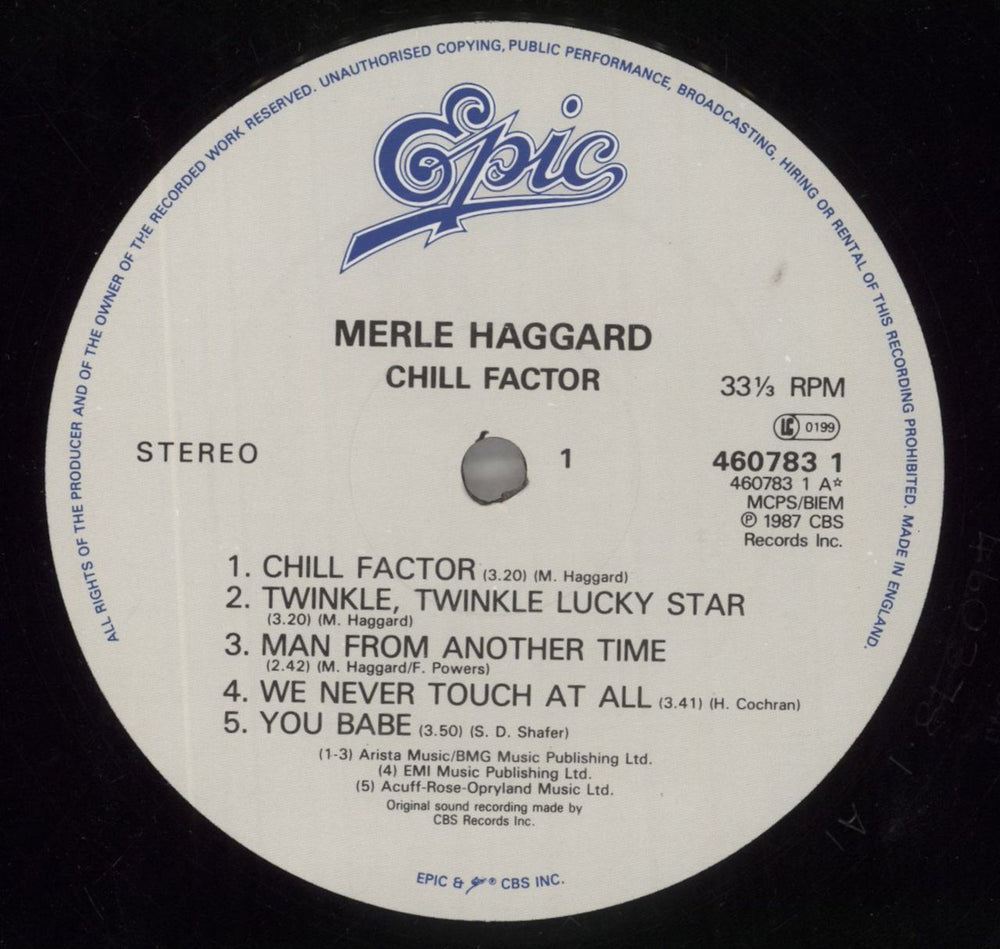 ALL RIGHTS OF THE PRODUCER AND OF THE OWNER OF THE RECORDED WORK RESERVED. UNAUTHORISED COPYING, PUBLIC PERFORMANCE, BROADCASTING, HIRING OR RENTAL OF THIS RECORDING PROHIBITED. MADE IN ENGLAND.
Epic
MERLE HAGGARD
CHILL FACTOR
33⅓ RPM
LC 0199
STEREO
1
460783 1
460783 1 A☆
MCPS/BIEM
℗ 1987 CBS
Records Inc.
1. CHILL FACTOR (3.20) (M. Haggard)
2. TWINKLE, TWINKLE LUCKY STAR
(3.20) (M. Haggard)
3. MAN FROM ANOTHER TIME
(2.42) (M. Haggard/F. Powers)
4. WE NEVER TOUCH AT ALL (3.41) (H. Cochran)
5. YOU BABE (3.50) (S. D. Shafer)
(1-3) Arista Music/BMG Music Publishing Ltd.
(4) EMI Music Publishing Ltd.
(5) Acuff-Rose-Opryland Music Ltd.
Original sound recording made by
CBS Records Inc.
EPIC & Epic ® CBS INC.